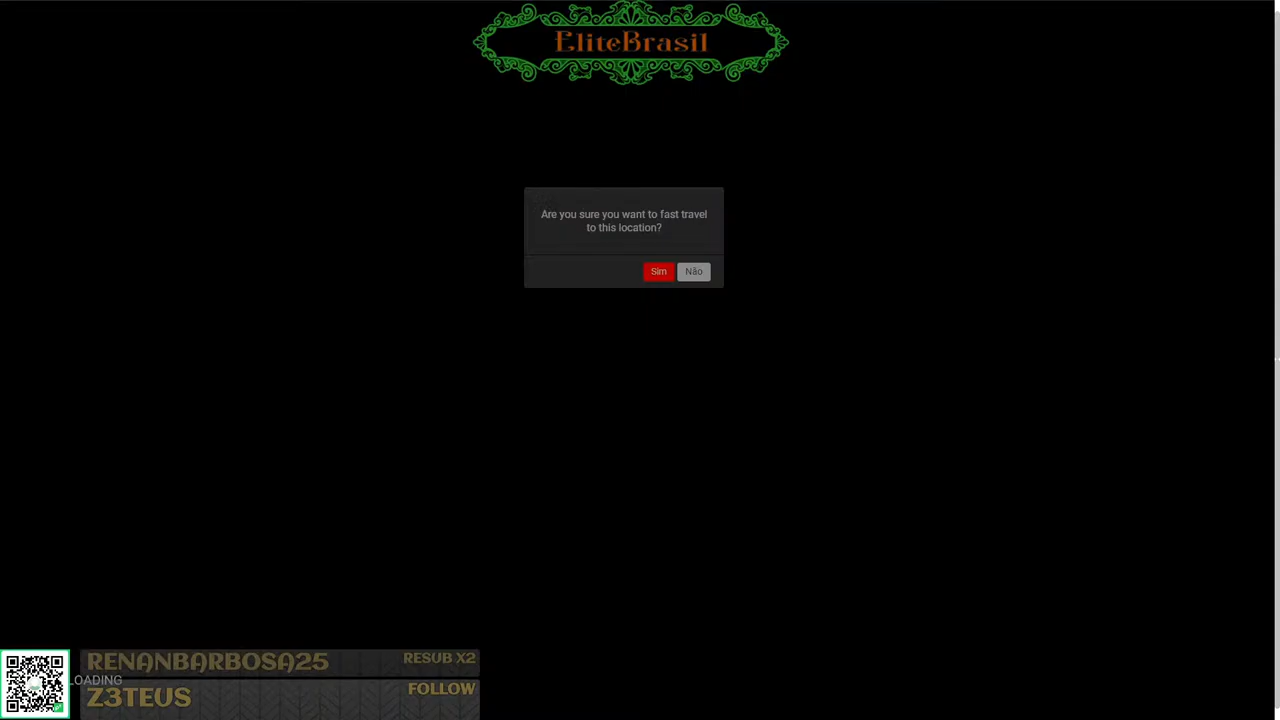 EliteBrasil
Are you sure you want to fast travel
to this location?
Sim Não
RENANBARBOSA25 RESUB X2
LOADING
Z3TEUS FOLLOW